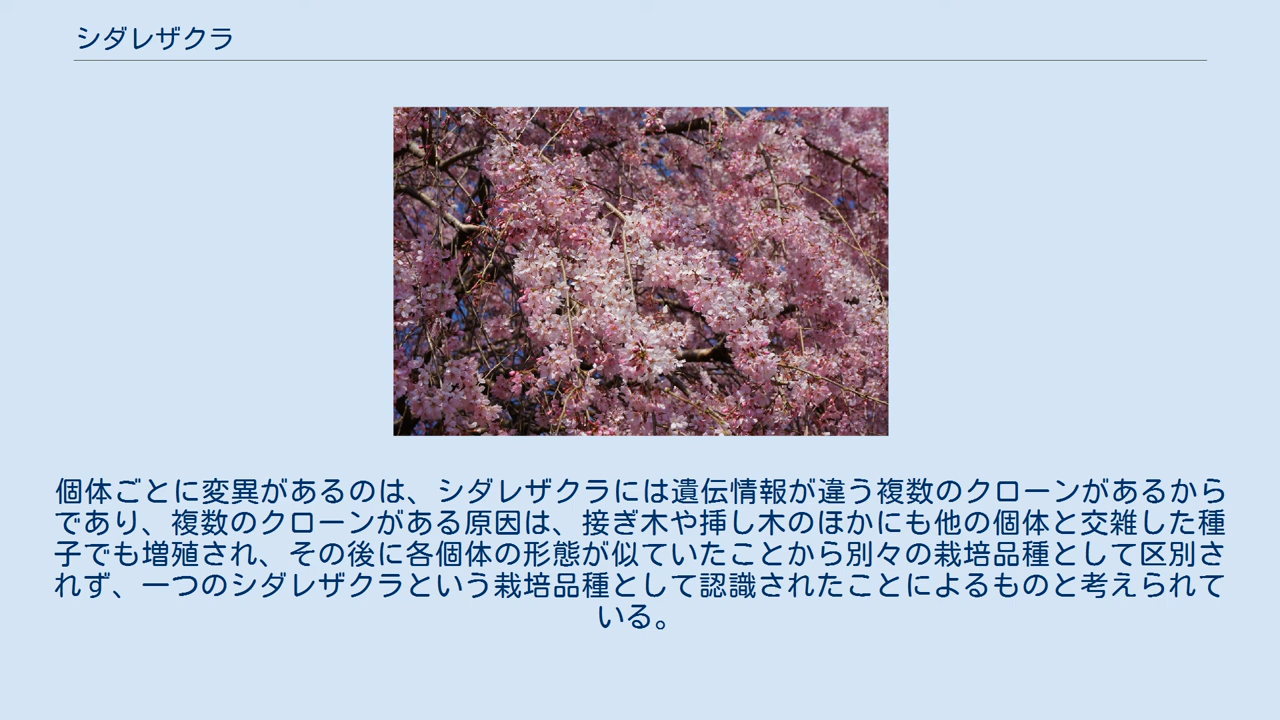 シダレザクラ
個体ごとに変異があるのは、シダレザクラには遺伝情報が違う複数のクローンがあるから
であり、複数のクローンがある原因は、接ぎ木や挿し木のほかにも他の個体と交雑した種
子でも増殖され、その後に各個体の形態が似ていたことから別々の栽培品種として区別さ
れず、一つのシダレザクラという栽培品種として認識されたことによるものと考えられて
いる。